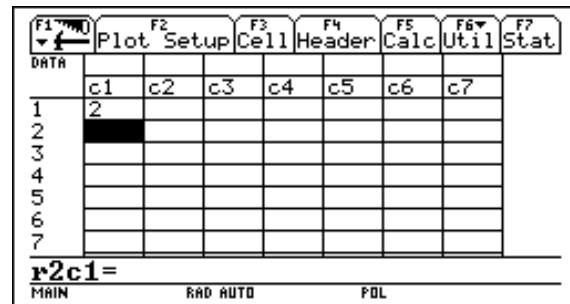 F1 F2 F3 F4 F5 F6 F7
Plot Setup Cell Header Calc Util Stat
DATA
c1 c2 c3 c4 c5 c6 c7
1 2
2
3
4
5
6
7
r2c1=
MAIN RAD AUTO POL